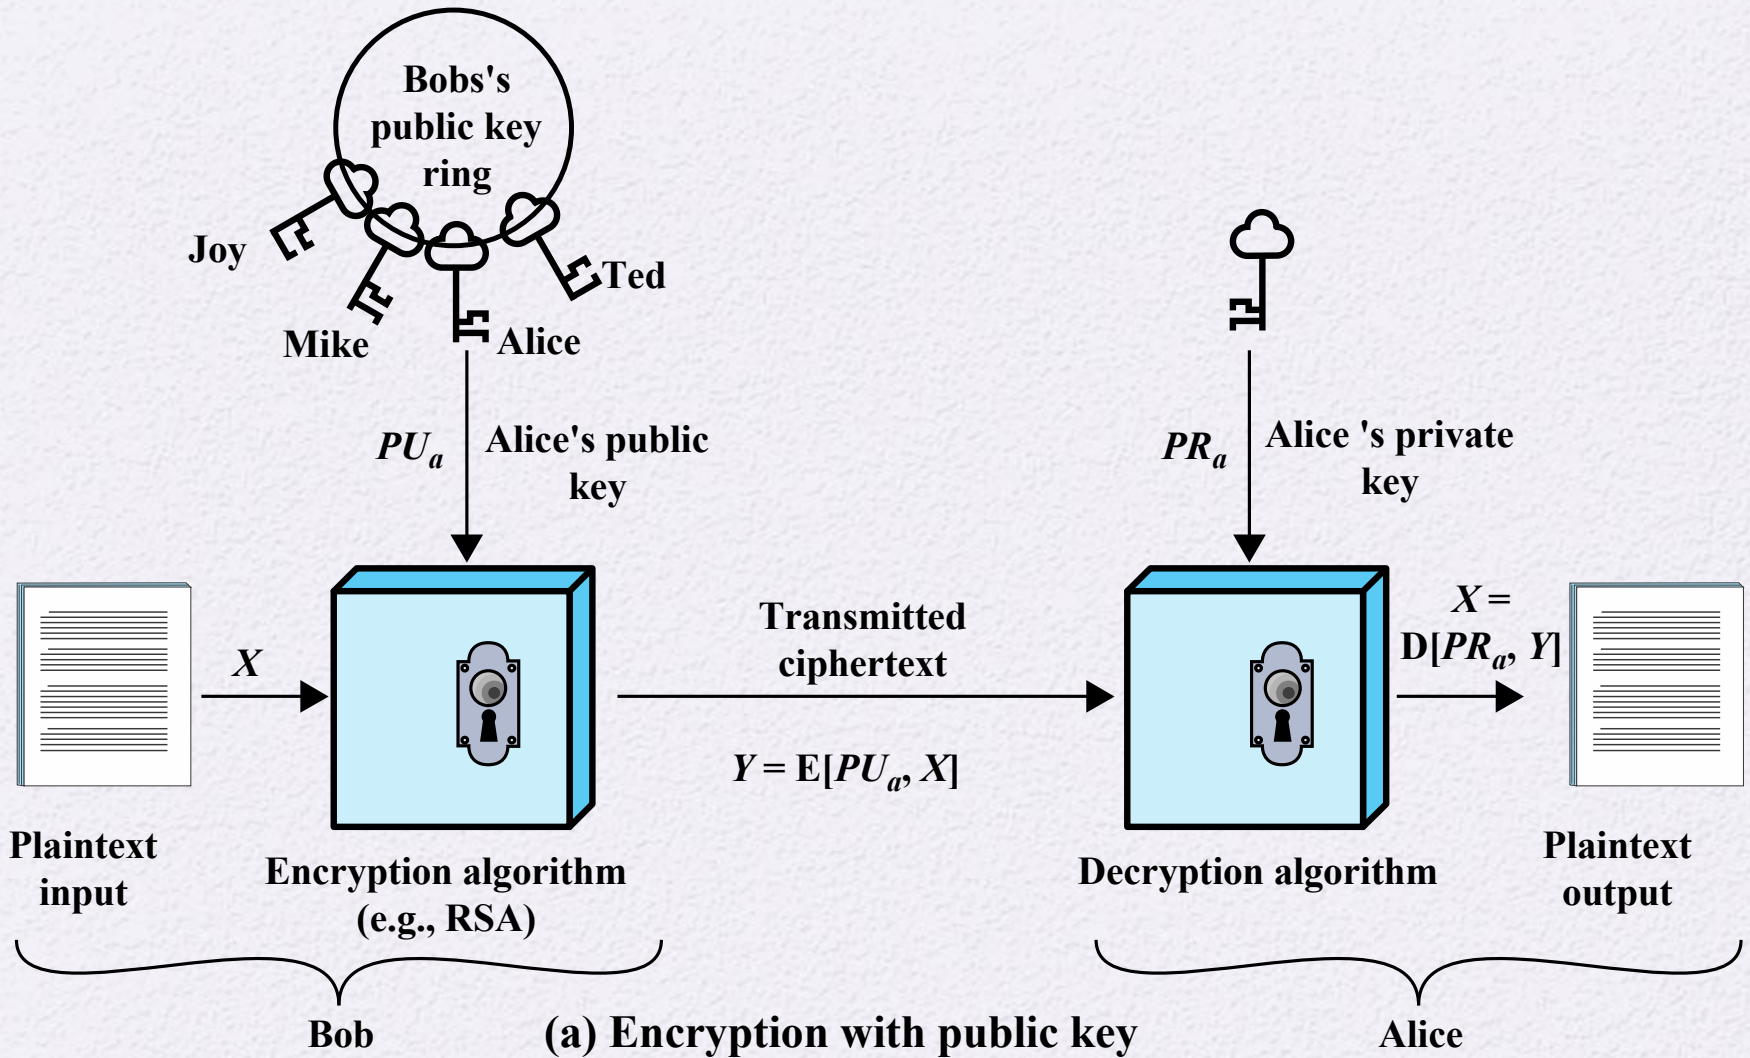 Bobs's
public key
ring
Joy
Ted
Mike
Alice
PUₐ
Alice's public
key
PRₐ
Alice 's private
key
X
Transmitted
ciphertext
Y = E[PUₐ, X]
X =
D[PRₐ, Y]
Plaintext
input
Encryption algorithm
(e.g., RSA)
Decryption algorithm
Plaintext
output
Bob
(a) Encryption with public key
Alice